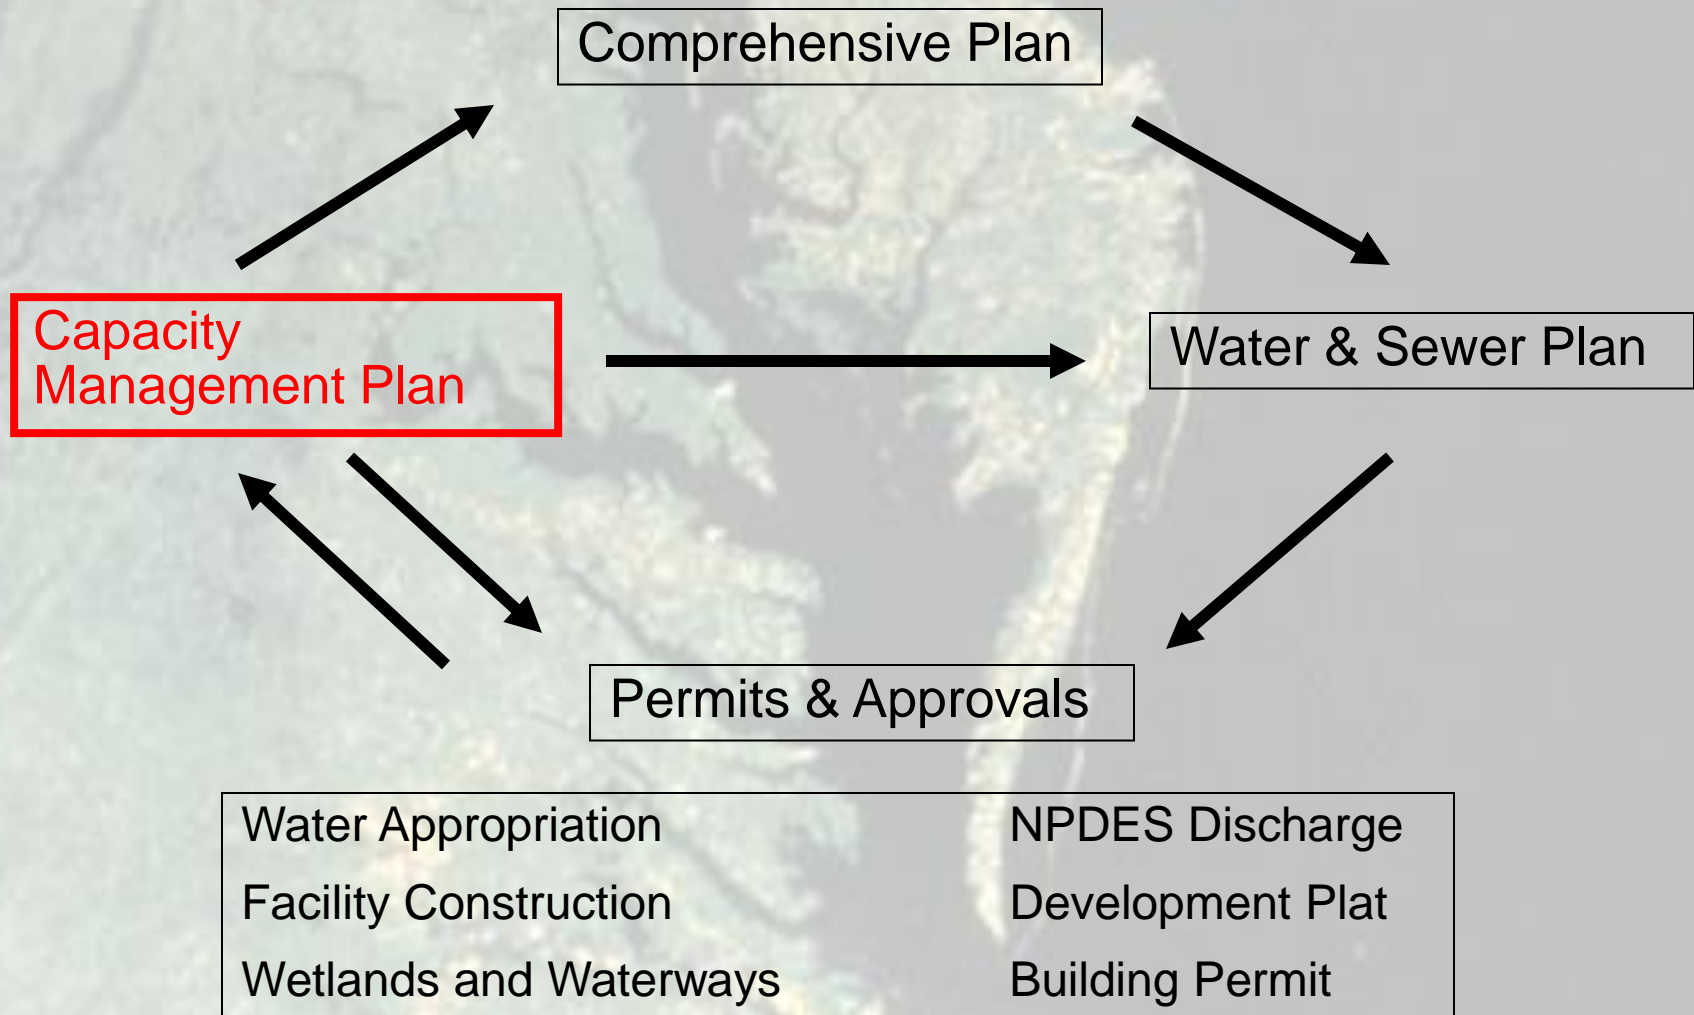 Comprehensive Plan
Capacity
Management Plan
Water & Sewer Plan
Permits & Approvals
Water Appropriation
NPDES Discharge
Facility Construction
Development Plat
Wetlands and Waterways
Building Permit